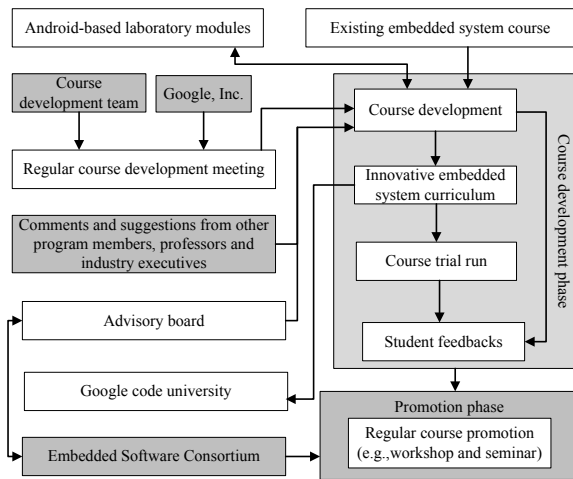 Android-based laboratory modules
Existing embedded system course
Course
development team
Google, Inc.
Course development
Regular course development meeting
Innovative embedded
system curriculum
Comments and suggestions from other
program members, professors and
industry executives
Course trial run
Course development phase
Advisory board
Student feedbacks
Google code university
Promotion phase
Regular course promotion
(e.g.,workshop and seminar)
Embedded Software Consortium